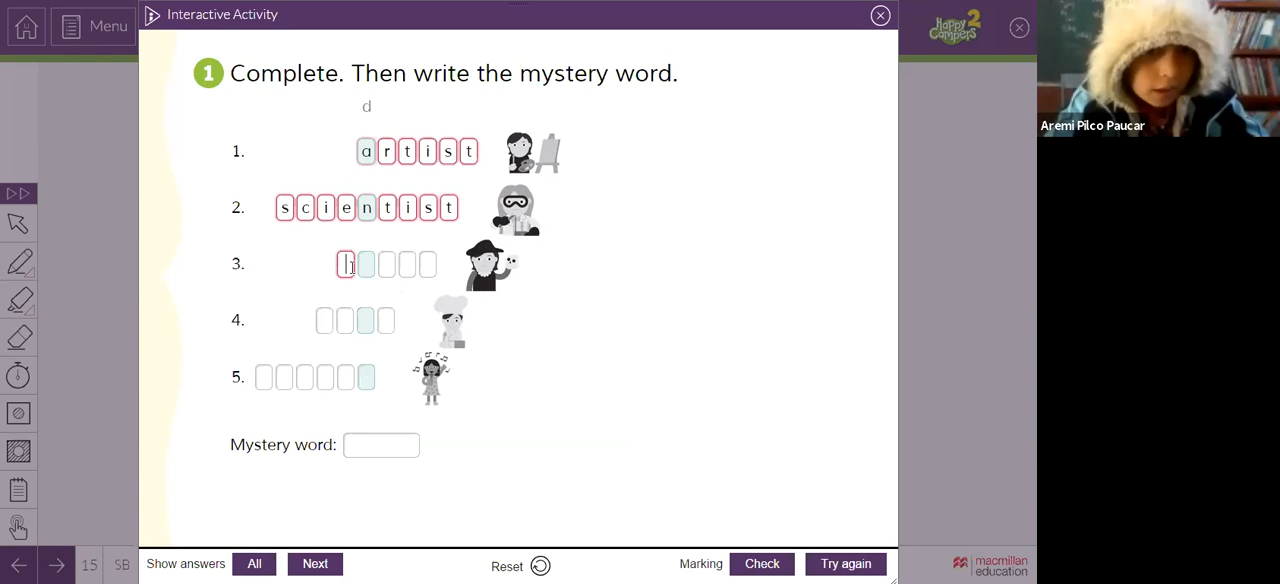 Menu
Interactive Activity
Happy Campers 2
Aremi Pilco Paucar
1 Complete. Then write the mystery word.
d
1. artist
2. scientist
3.
4.
5.
Mystery word:
15 SB
Show answers All Next Reset Marking Check Try again
macmillan education